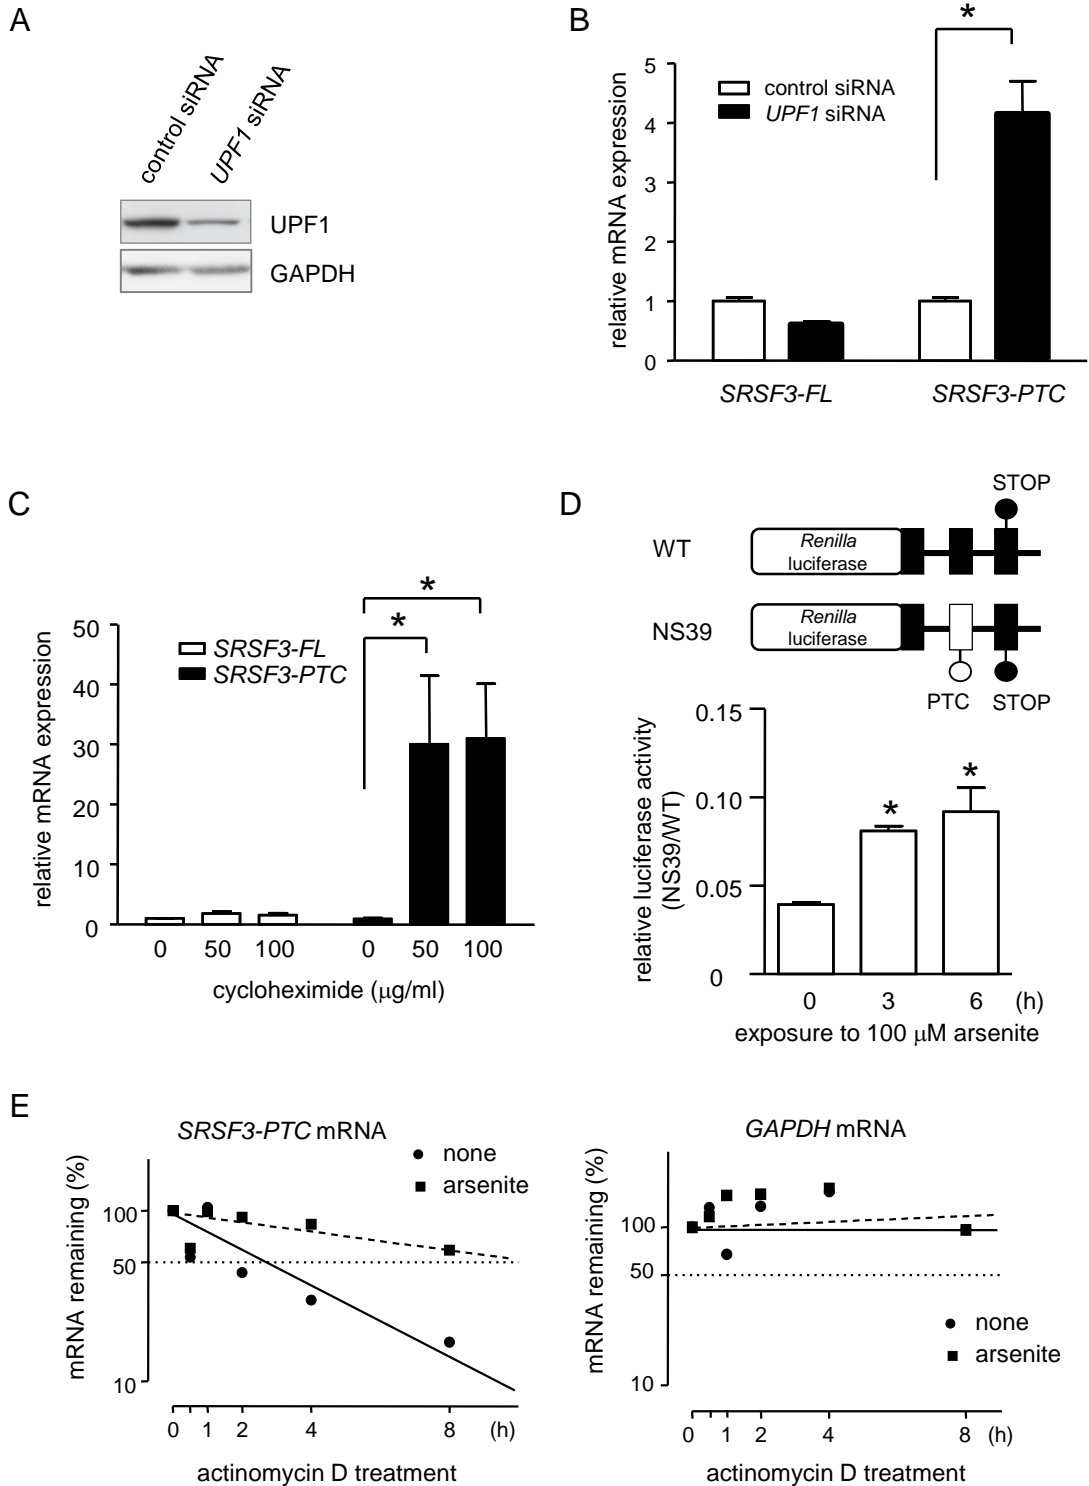 A
control siRNA
UPF1 siRNA
UPF1
GAPDH
B
*
relative mRNA expression
5
4
3
2
1
0
control siRNA
UPF1 siRNA
SRSF3-FL
SRSF3-PTC
C
*
*
relative mRNA expression
50
40
30
20
10
0
SRSF3-FL
SRSF3-PTC
0 50 100 0 50 100
cycloheximide (μg/ml)
D
STOP
WT
Renilla
luciferase
NS39
Renilla
luciferase
PTC STOP
relative luciferase activity
(NS39/WT)
0.15
0.10
0.05
0
* *
0 3 6 (h)
exposure to 100 μM arsenite
E
SRSF3-PTC mRNA
none
arsenite
mRNA remaining (%)
100
50
10
0 1 2 4 8 (h)
actinomycin D treatment
GAPDH mRNA
mRNA remaining (%)
100
50
10
none
arsenite
0 1 2 4 8 (h)
actinomycin D treatment